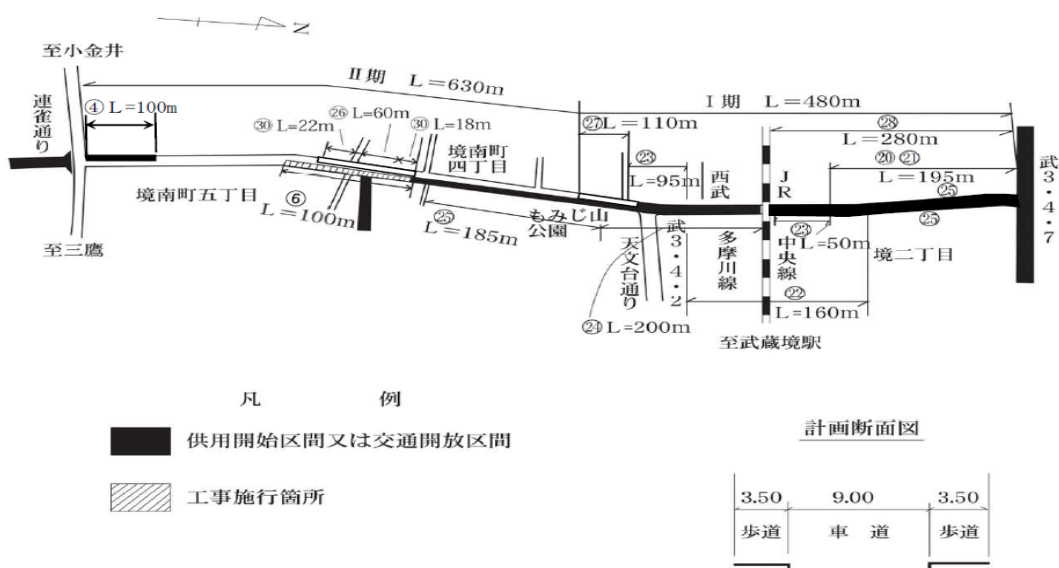 N
至小金井
連雀通り
④ L=100m
至三鷹
Ⅱ期 L=630m
Ⅰ期 L=480m
㉖ L=60m
㉚ L=22m
㉚ L=18m
境南町
四丁目
㉗ L=110m
㉓
L=95m
西武
多摩川線
JR
中央線
㉘
L=280m
⑳ ㉑
L=195m
㉕
㉕
武3・4・7
境南町五丁目
⑥
L=100m
㉕
L=185m
もみじ山
公園
天文台通り
武3・4・2
㉓
L=50m
境二丁目
㉒
L=160m
㉔ L=200m
至武蔵境駅
凡例
供用開始区間又は交通開放区間
工事施行箇所
計画断面図
3.50 9.00 3.50
歩道 車道 歩道